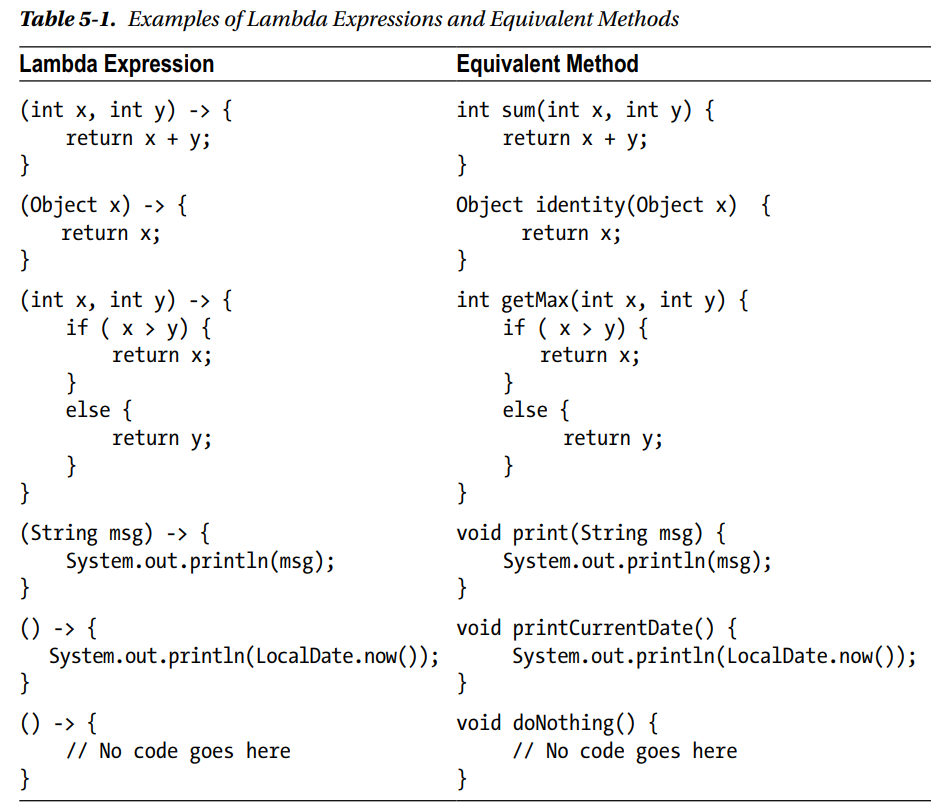 Table 5-1. Examples of Lambda Expressions and Equivalent Methods
Lambda Expression    Equivalent Method
(int x, int y) -> {    int sum(int x, int y) {
    return x + y;    return x + y;
}    }
(Object x) -> {    Object identity(Object x)  {
    return x;    return x;
}    }
(int x, int y) -> {    int getMax(int x, int y) {
    if ( x > y) {    if ( x > y) {
        return x;    return x;
    }    }
    else {    else {
        return y;    return y;
    }    }
}    }
(String msg) -> {    void print(String msg) {
    System.out.println(msg);    System.out.println(msg);
}    }
() -> {    void printCurrentDate() {
    System.out.println(LocalDate.now());    System.out.println(LocalDate.now());
}    }
() -> {    void doNothing() {
    // No code goes here    // No code goes here
}    }